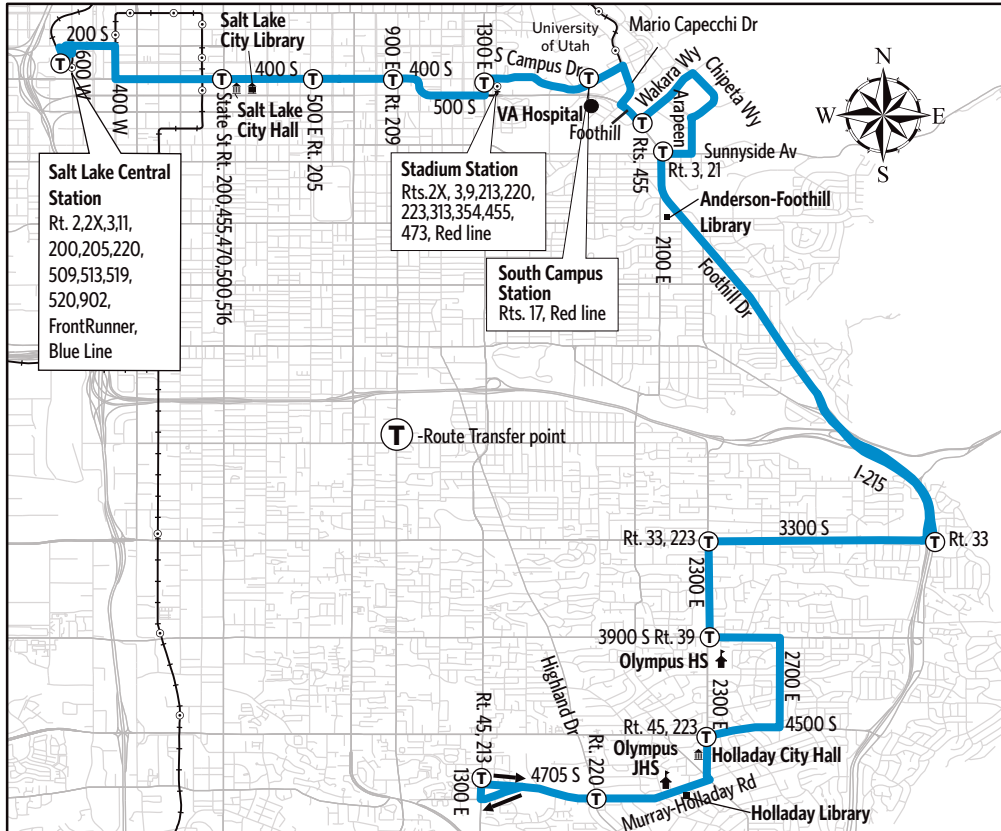 200 S
600 W
400 W
Salt Lake
City Library
400 S
Salt Lake
City Hall
State St Rt. 200,455,470,500,516
500 E Rt. 205
900 E
Rt. 209
400 S
500 S
1300 E
S Campus Dr
University
of Utah
Mario Capecchi Dr
Wakara Wy
Chipeta Wy
Arapeen
VA Hospital
Foothill
Rts. 455
Sunnyside Av
Rt. 3, 21
N
W
E
S
Salt Lake Central
Station
Rt. 2,2X,3,11,
200,205,220,
509,513,519,
520,902,
FrontRunner,
Blue Line
Stadium Station
Rts.2X, 3,9,213,220,
223,313,354,455,
473, Red line
South Campus
Station
Rts. 17, Red line
Anderson-Foothill
Library
2100 E
Foothill Dr
T
-Route Transfer point
I-215
Rt. 33, 223
3300 S
Rt. 33
2300 E
3900 S Rt. 39
Olympus HS
2700 E
2300 E
4500 S
Rt. 45, 223
Holladay City Hall
Highland Dr
Rt. 45, 213
1300 E
4705 S
Rt. 220
Olympus
JHS
Murray-Holladay Rd
Holladay Library